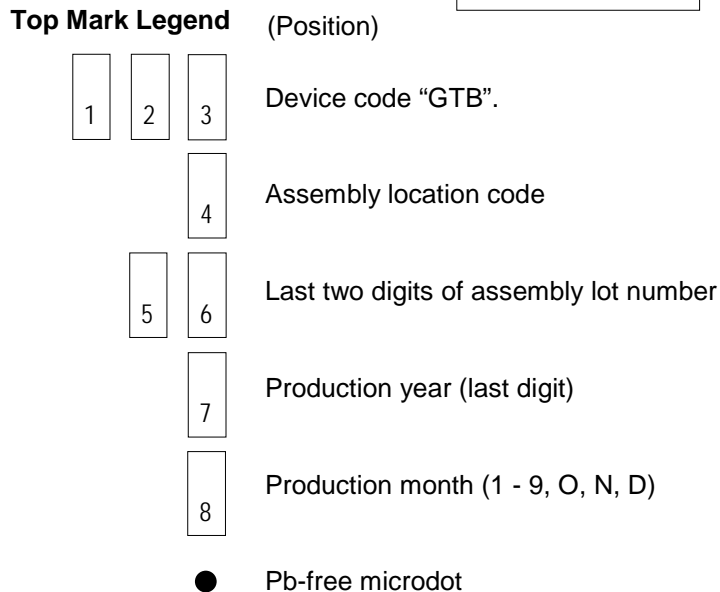 Top Mark Legend (Position)
1 2 3 Device code “GTB”.
4 Assembly location code
5 6 Last two digits of assembly lot number
7 Production year (last digit)
8 Production month (1 - 9, O, N, D)
Pb-free microdot